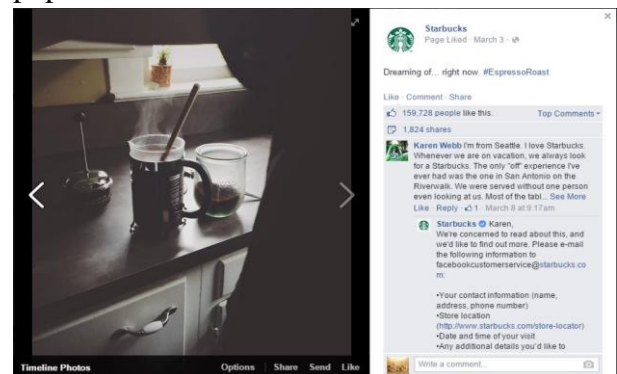 Starbucks
Page Liked · March 3 ·
Dreaming of... right now. #EspressoRoast
Like · Comment · Share
159,728 people like this.
Top Comments
1,824 shares
Karen Webb I'm from Seattle. I love Starbucks.
Whenever we are on vacation, we always look
for a Starbucks. The only "off" experience I've
ever had was the one in San Antonio on the
Riverwalk. We were served without one person
even looking at us. Most of the tabl... See More
Like · Reply · 1 · March 8 at 9:17am
Starbucks Karen,
We're concerned to read about this, and
we'd like to find out more. Please e-mail
the following information to
facebookcustomerservice@starbucks.co
m:
•Your contact information (name,
address, phone number)
•Store location
(http://www.starbucks.com/store-locator)
•Date and time of your visit
•Any additional details you'd like to
Write a comment...
Timeline Photos
Options Share Send Like